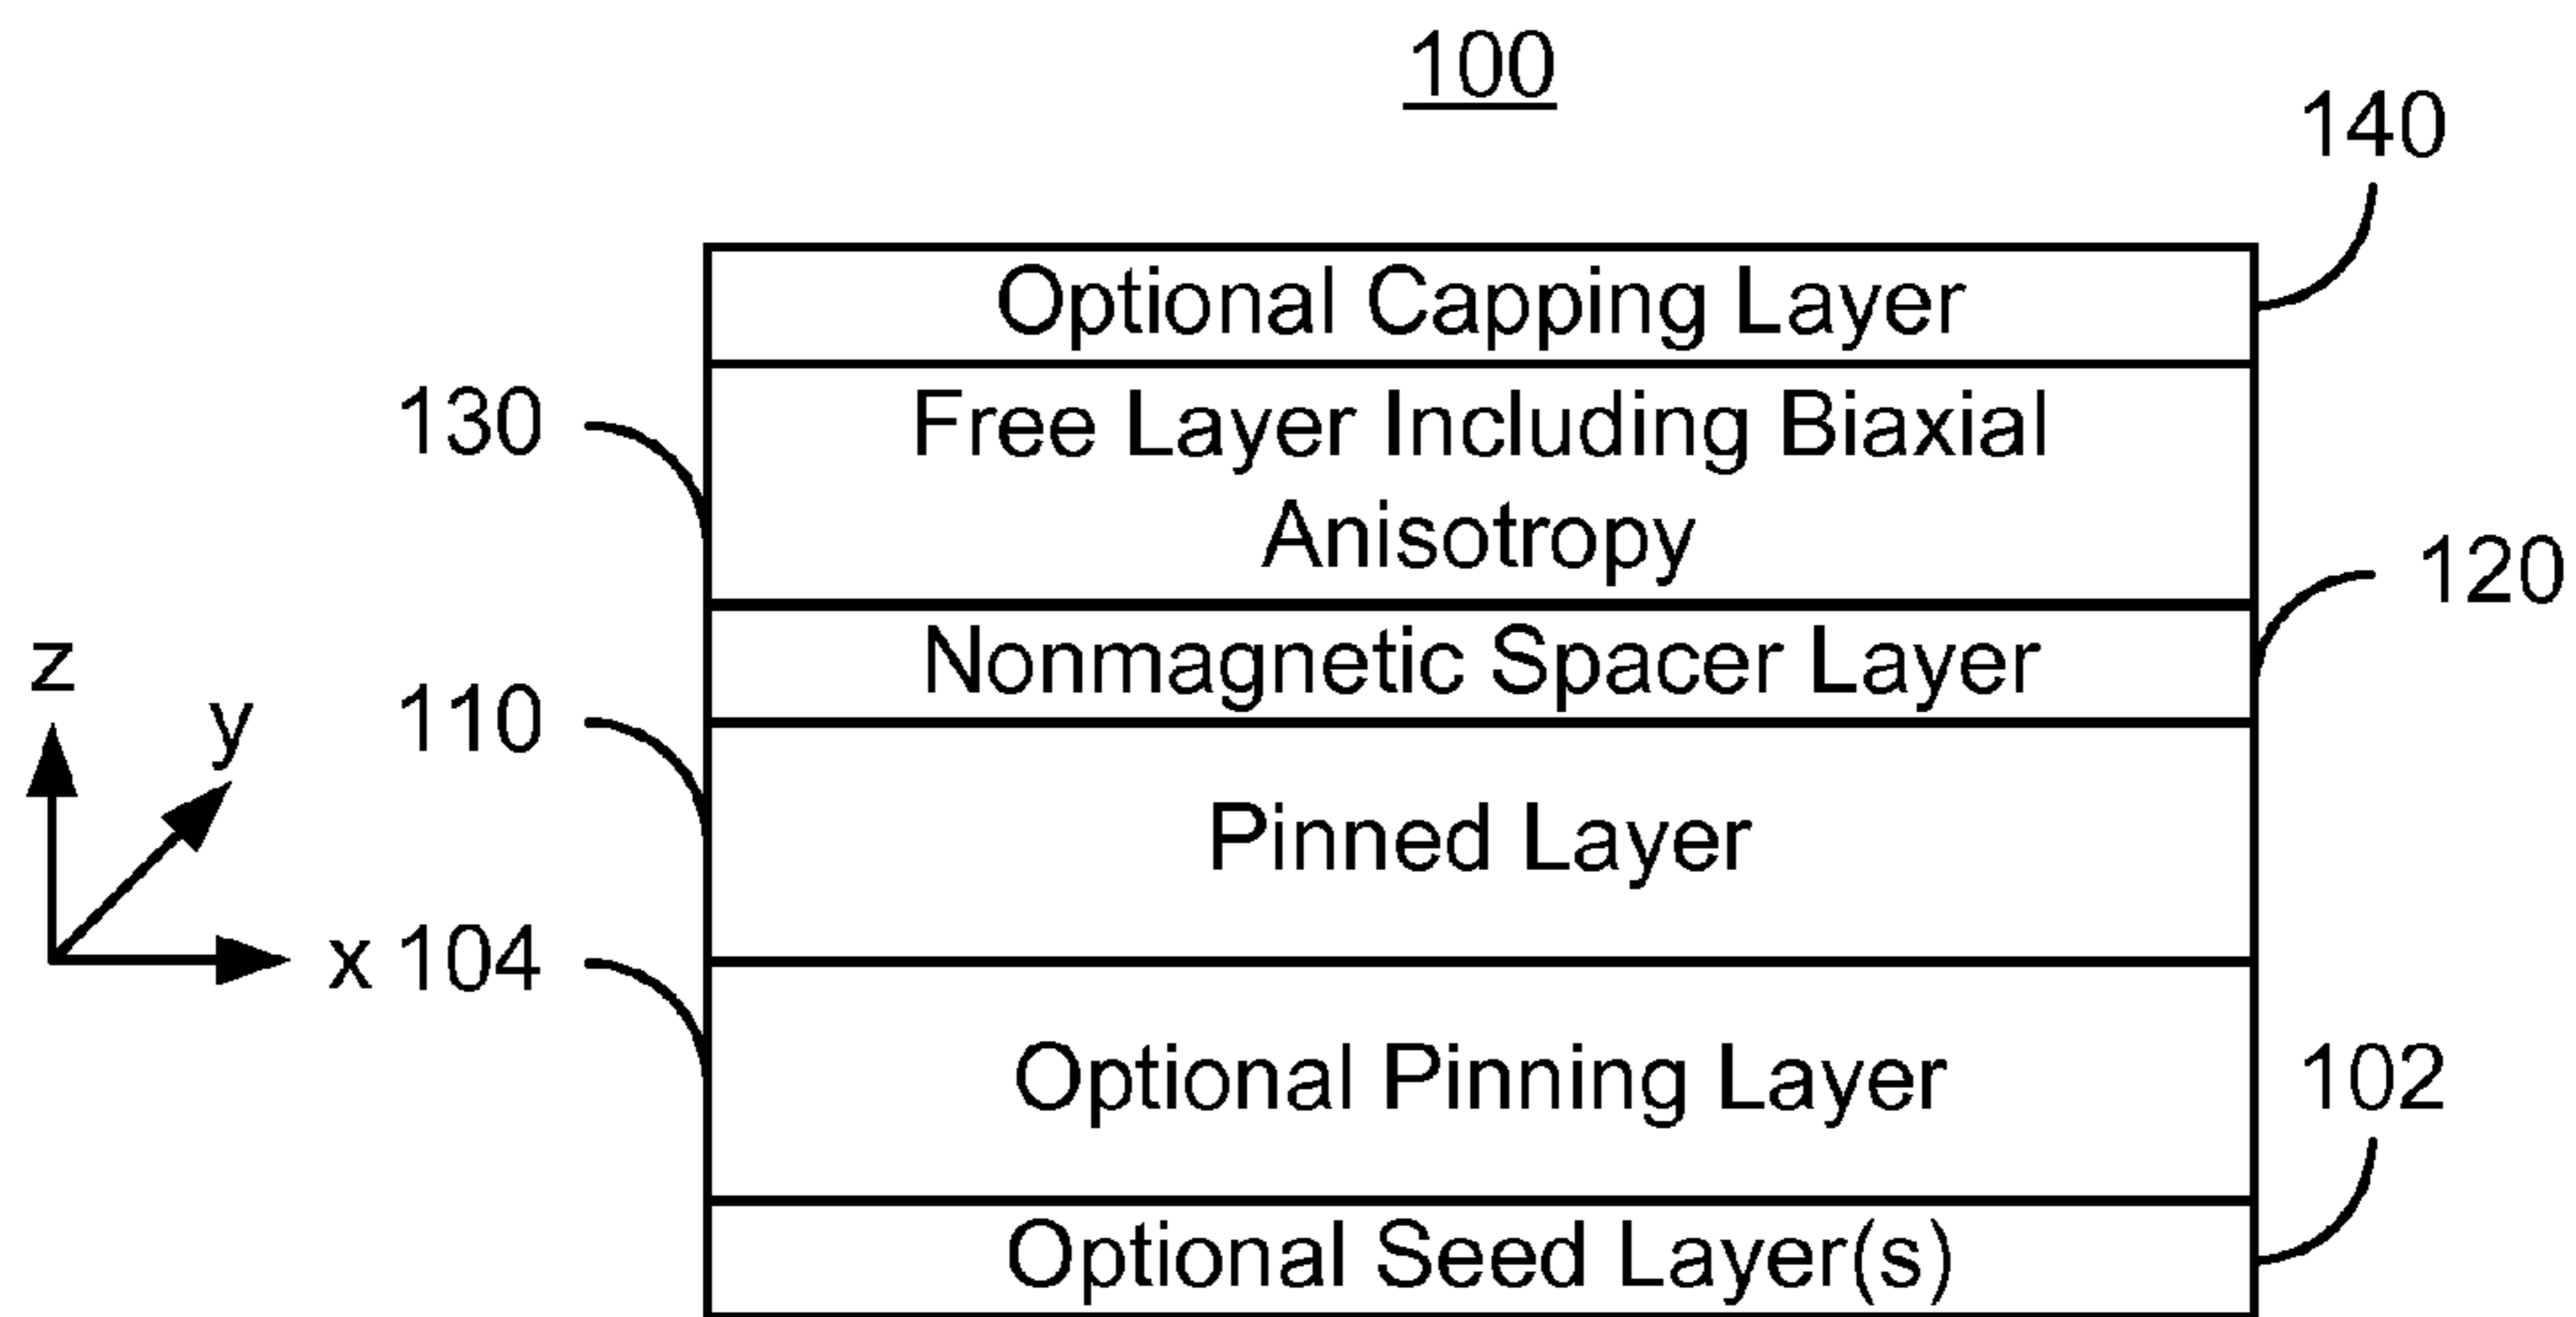 100
140
Optional Capping Layer
130
Free Layer Including Biaxial
Anisotropy
120
Nonmagnetic Spacer Layer
z
y
110
Pinned Layer
x
104
Optional Pinning Layer
102
Optional Seed Layer(s)